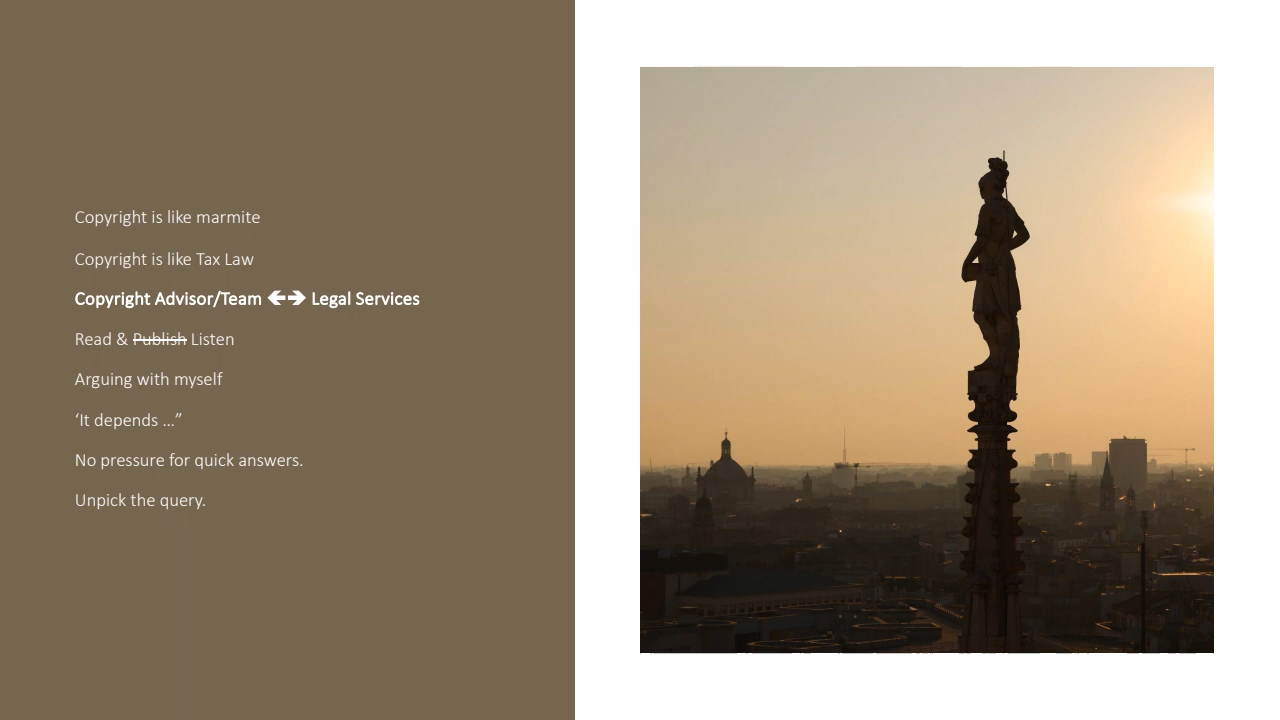 Copyright is like marmite
Copyright is like Tax Law
Copyright Advisor/Team 🡸🡺 Legal Services
Read & Publish Listen
Arguing with myself
‘It depends …”
No pressure for quick answers.
Unpick the query.